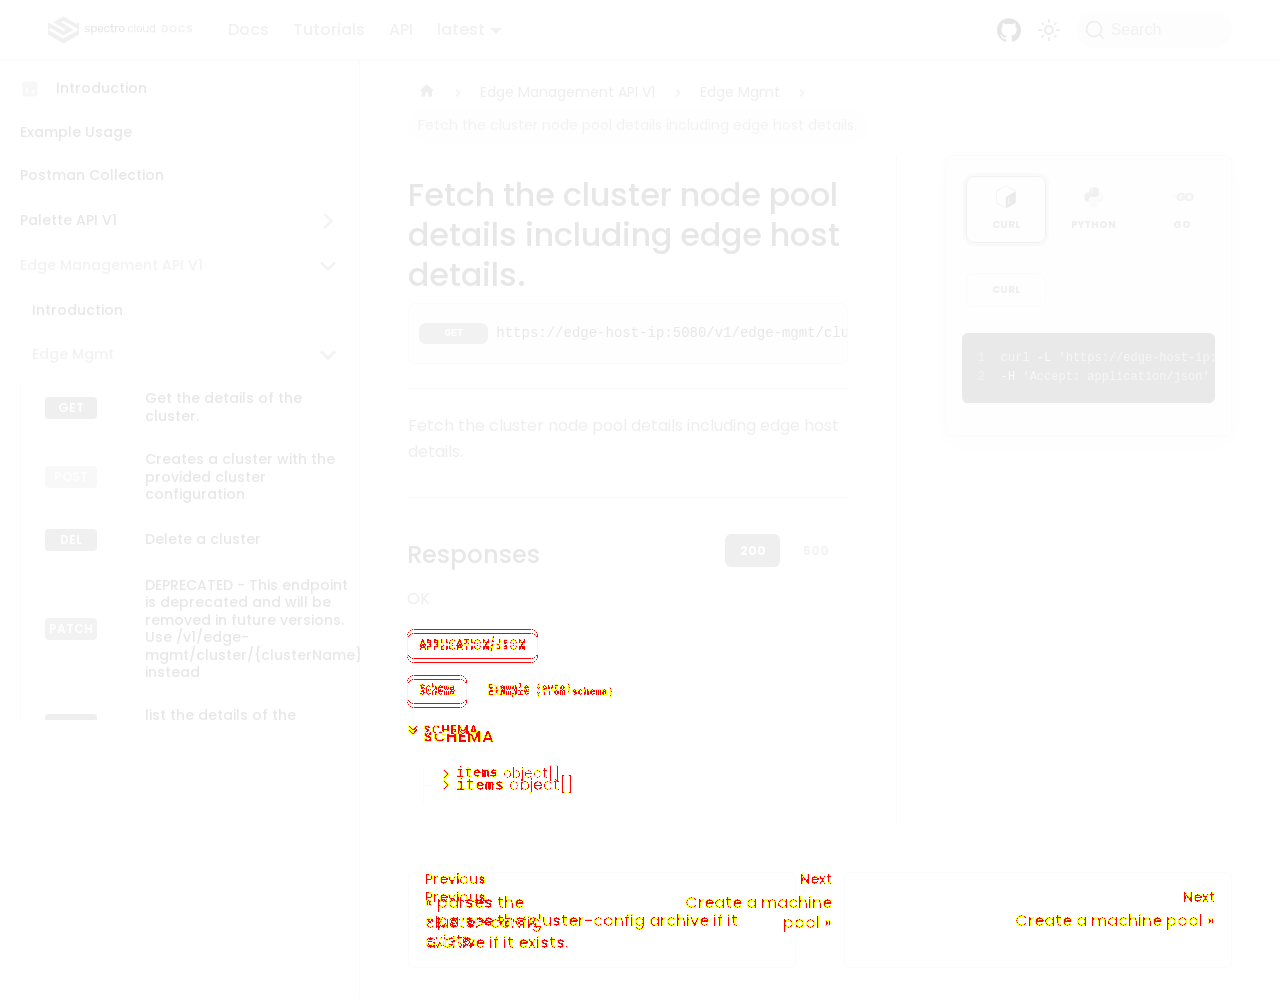 spectro cloud DOCS
Docs Tutorials API latest
Search
Introduction
Example Usage
Postman Collection
Palette API V1
Edge Management API V1
Introduction
Edge Mgmt
GET Get the details of the
cluster.
POST Creates a cluster with the
provided cluster
configuration
DEL Delete a cluster
PATCH DEPRECATED - This endpoint
is deprecated and will be
removed in future versions.
Use /v1/edge-
mgmt/cluster/{clusterName}
instead
list the details of the
Edge Management API V1 Edge Mgmt
Fetch the cluster node pool details including edge host details.
Fetch the cluster node pool
details including edge host
details.
GET https://edge-host-ip:5080/v1/edge-mgmt/clu
Fetch the cluster node pool details including edge host
details.
Responses
200 500
OK
APPLICATION/JSON
Schema Example (from schema)
SCHEMA
SCHEMA
items object[]
items object[]
Previous
Previous
« parses the
cluster-config
archive if it exists.
Next
Create a machine
pool »
Next
Create a machine pool »
CURL PYTHON GO
CURL
1 curl -L 'https://edge-host-ip:
2 -H 'Accept: application/json'